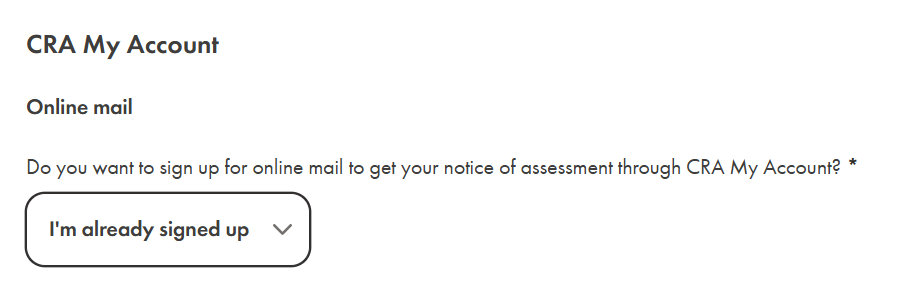 CRA My Account
Online mail
Do you want to sign up for online mail to get your notice of assessment through CRA My Account? *
I'm already signed up